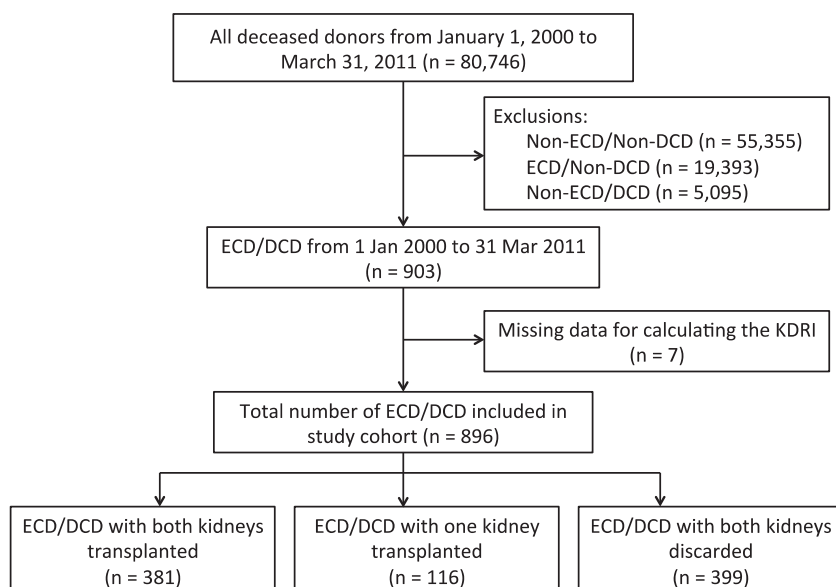 All deceased donors from January 1, 2000 to
March 31, 2011 (n = 80,746)
Exclusions:
Non-ECD/Non-DCD (n = 55,355)
ECD/Non-DCD (n = 19,393)
Non-ECD/DCD (n = 5,095)
ECD/DCD from 1 Jan 2000 to 31 Mar 2011
(n = 903)
Missing data for calculating the KDRI
(n = 7)
Total number of ECD/DCD included in
study cohort (n = 896)
ECD/DCD with both kidneys
transplanted
(n = 381)
ECD/DCD with one kidney
transplanted
(n = 116)
ECD/DCD with both kidneys
discarded
(n = 399)